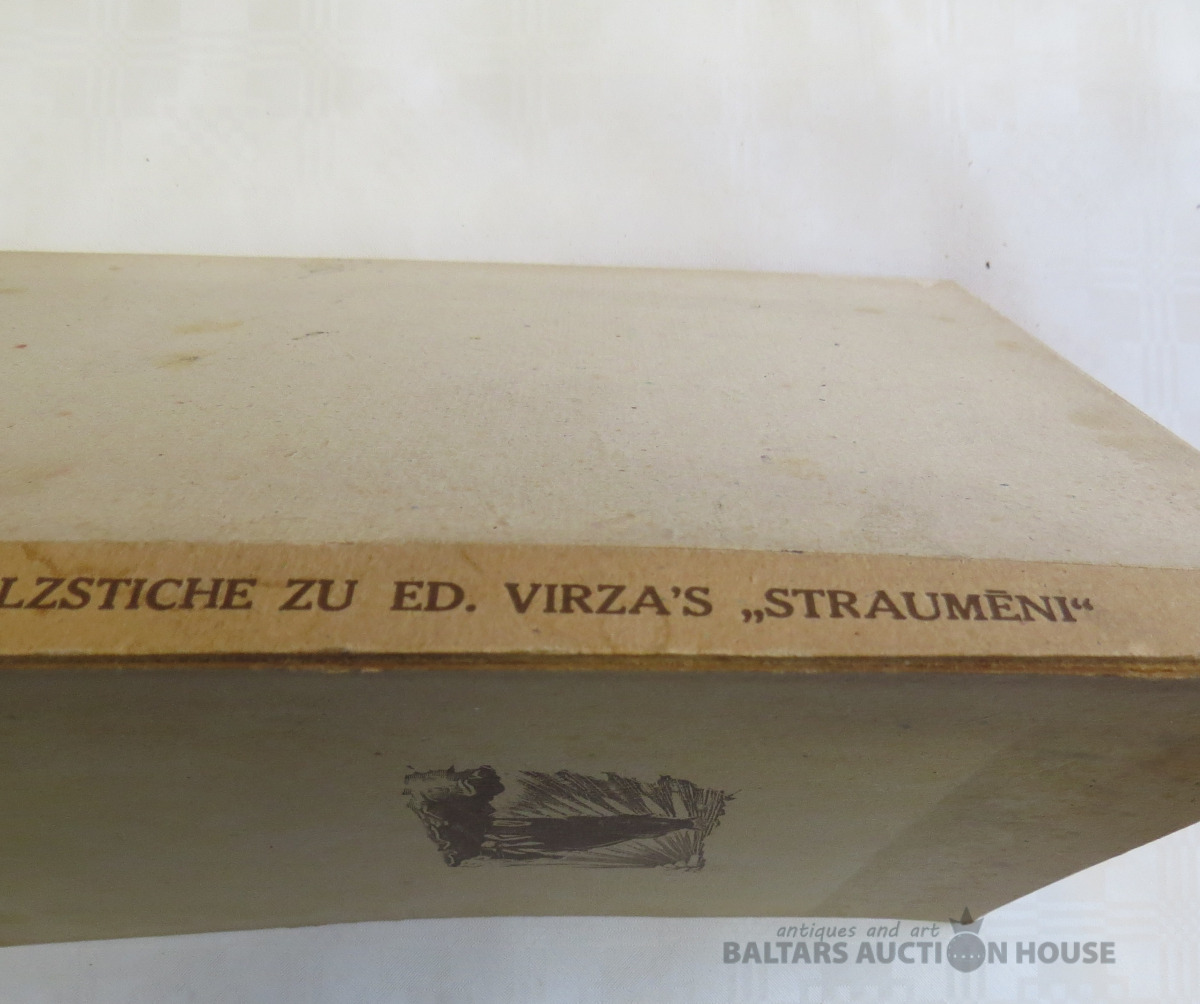 LZSTICHE ZU ED. VIRZA'S „STRAUMĒNI“
antiques and art
BALTARS AUCTION HOUSE